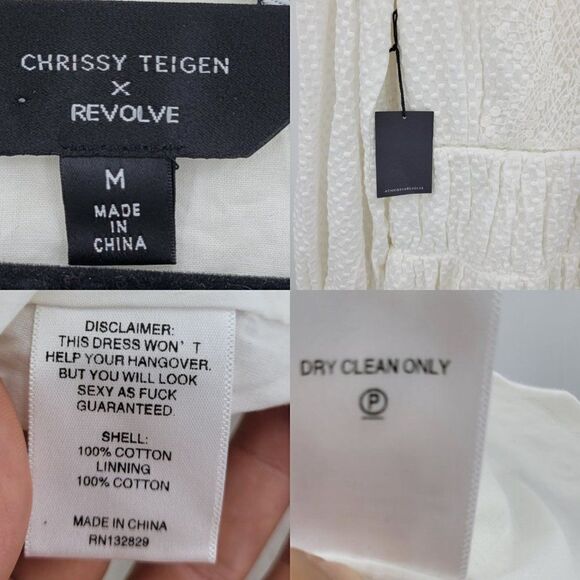 CHRISSY TEIGEN
X
REVOLVE
M
MADE
IN
CHINA
DISCLAIMER:
THIS DRESS WON' T
HELP YOUR HANGOVER.
BUT YOU WILL LOOK
SEXY AS FUCK
GUARANTEED.
SHELL:
100% COTTON
LINNING
100% COTTON
MADE IN CHINA
RN132829
DRY CLEAN ONLY
P